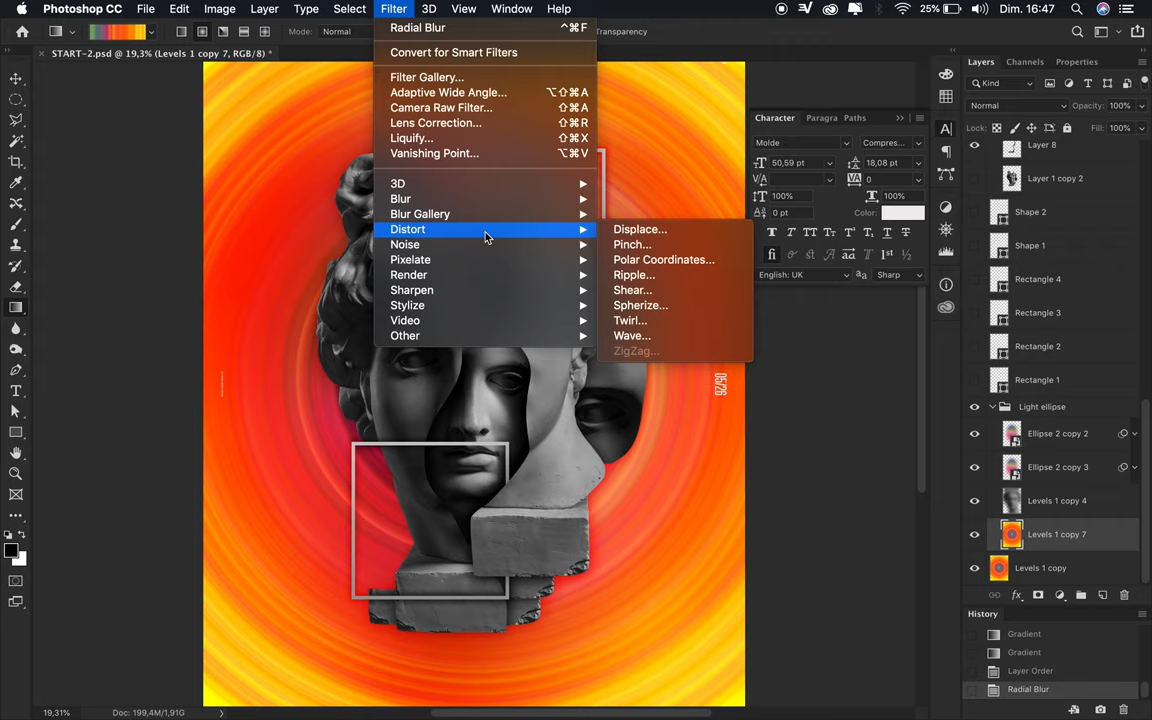 Photoshop CC File Edit Image Layer Type Select Filter 3D View Window Help 25% Dim 16:47
Mode: Normal Transparency
× START-2.psd @ 19,3% (Levels 1 copy 7, RGB/8) *
Radial Blur ^⌘F
Convert for Smart Filters
Filter Gallery...
Adaptive Wide Angle... ⌥⇧⌘A
Camera Raw Filter... ⇧⌘A
Lens Correction... ⇧⌘R
Liquify... ⇧⌘X
Vanishing Point... ⌥⌘V
3D
Blur
Blur Gallery
Distort
Noise
Pixelate
Render
Sharpen
Stylize
Video
Other
Displace...
Pinch...
Polar Coordinates...
Ripple...
Shear...
Spherize...
Twirl...
Wave...
ZigZag...
05/26
Character Paragra Paths
Molde Compres...
50,59 pt 18,08 pt
0
100% 100%
0 pt Color:
English: UK Sharp
Layers Channels Properties
Kind
Normal Opacity: 100%
Lock: Fill: 100%
Layer 8
Layer 1 copy 2
Shape 2
Shape 1
Rectangle 4
Rectangle 3
Rectangle 2
Rectangle 1
Light ellipse
Ellipse 2 copy 2
Ellipse 2 copy 3
Levels 1 copy 4
Levels 1 copy 7
Levels 1 copy
History
Gradient
Gradient
Layer Order
Radial Blur
19,31% Doc: 199,4M/1,91G